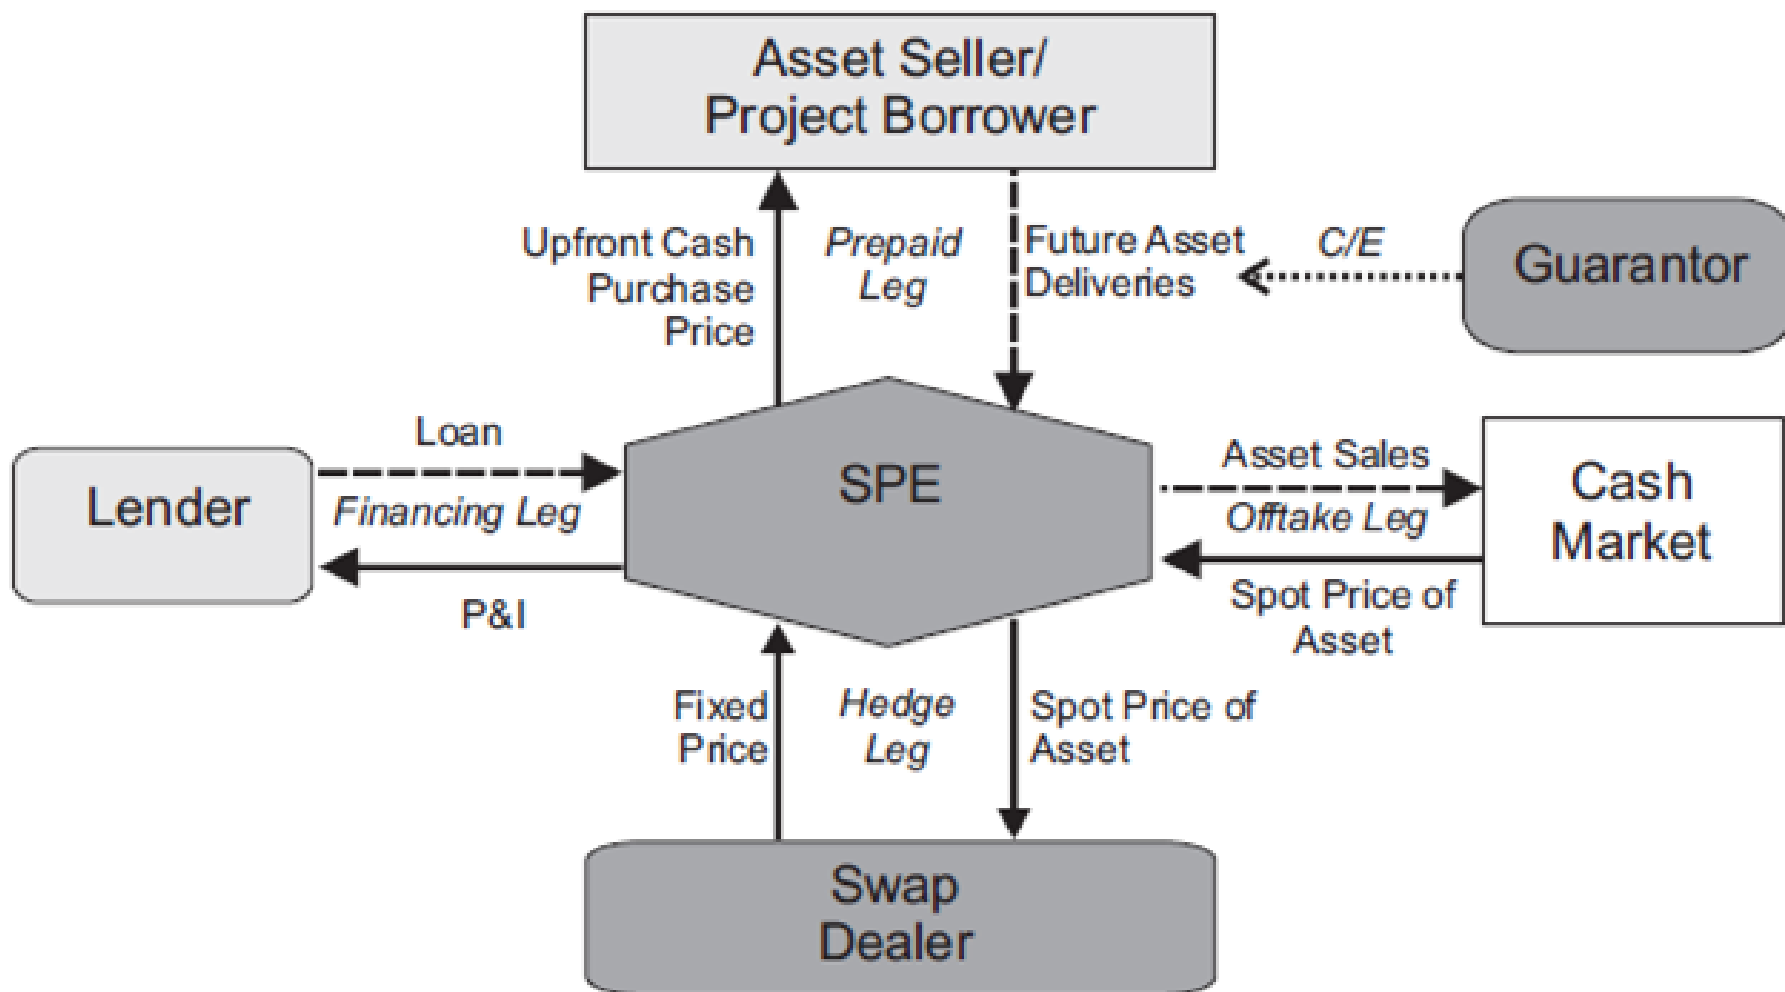 Asset Seller/
Project Borrower
Upfront Cash
Purchase
Price
Prepaid
Leg
Future Asset
Deliveries
C/E
Guarantor
Lender
Loan
Financing Leg
P&I
SPE
Asset Sales
Offtake Leg
Spot Price of
Asset
Cash
Market
Fixed
Price
Hedge
Leg
Spot Price of
Asset
Swap
Dealer